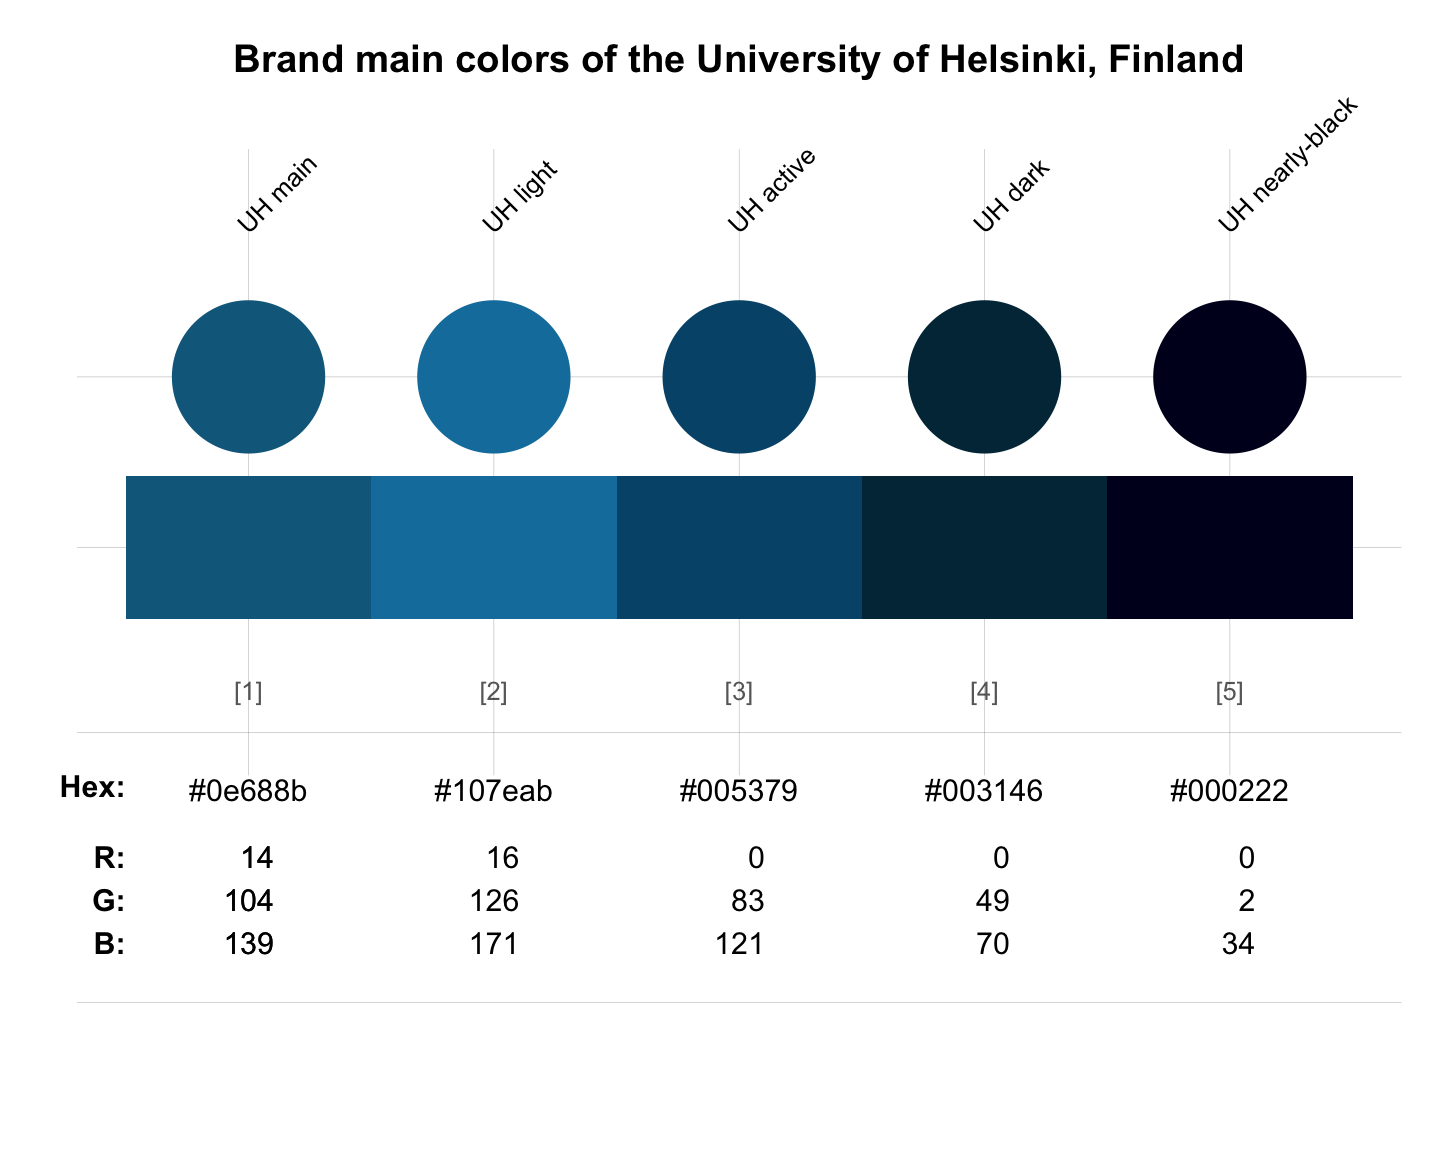 Brand main colors of the University of Helsinki, Finland
UH main UH light UH active UH dark UH nearly-black
[1] [2] [3] [4] [5]
Hex: #0e688b #107eab #005379 #003146 #000222
R: 14 16 0 0 0
G: 104 126 83 49 2
B: 139 171 121 70 34